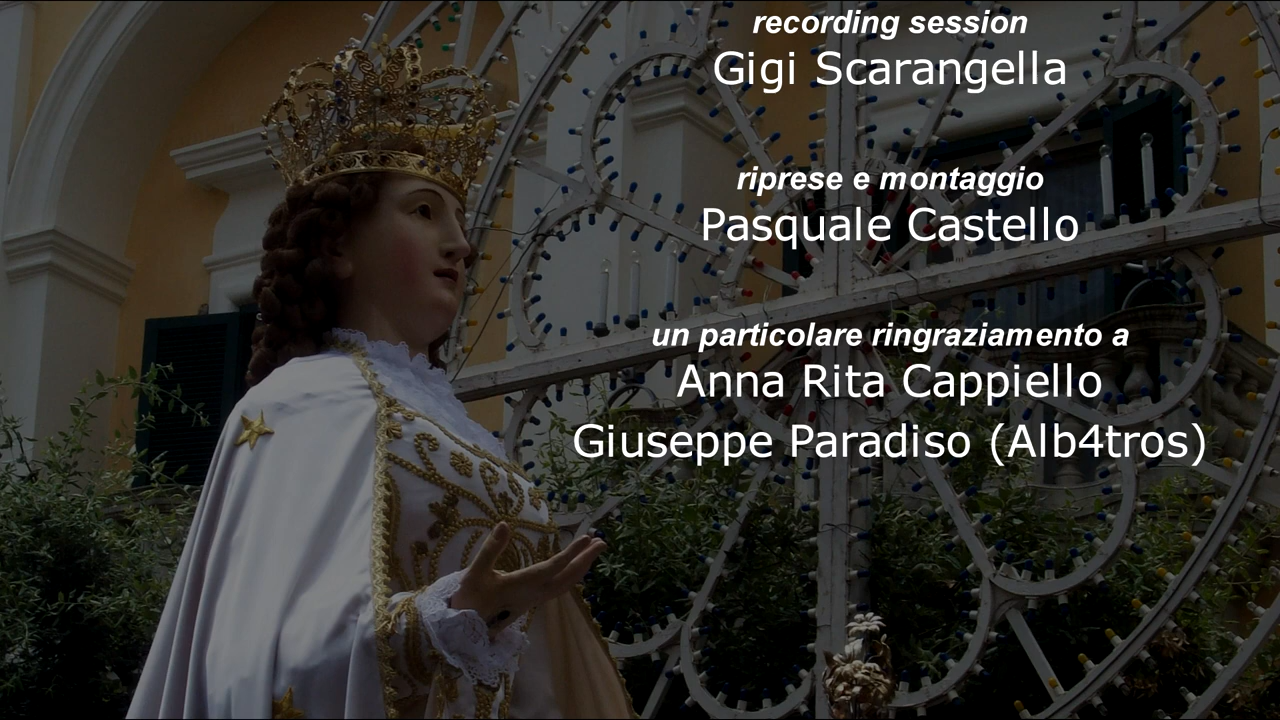 recording session
Gigi Scarangella
riprese e montaggio
Pasquale Castello
un particolare ringraziamento a
Anna Rita Cappiello
Giuseppe Paradiso (Alb4tros)